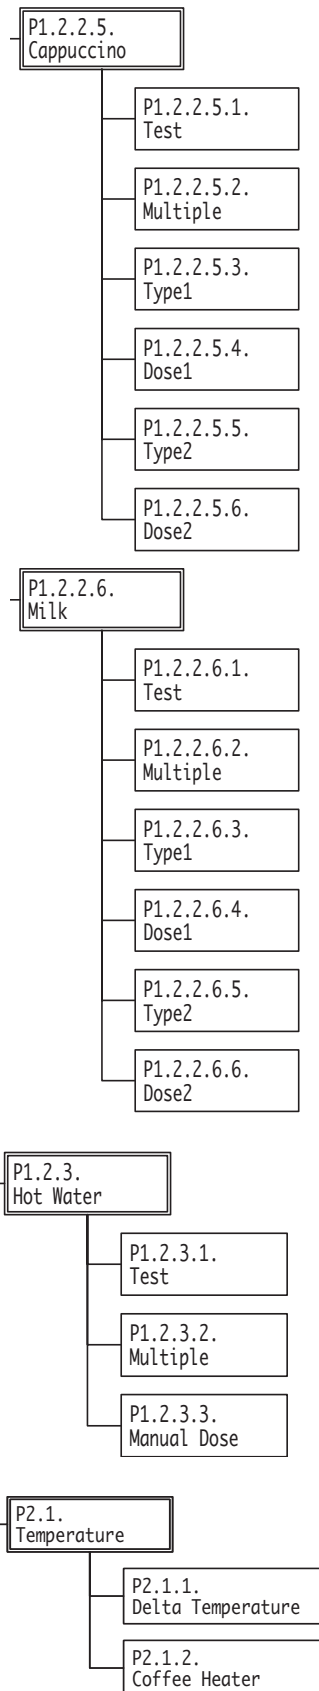 P1.2.2.5.
Cappuccino
P1.2.2.5.1.
Test
P1.2.2.5.2.
Multiple
P1.2.2.5.3.
Type1
P1.2.2.5.4.
Dose1
P1.2.2.5.5.
Type2
P1.2.2.5.6.
Dose2
P1.2.2.6.
Milk
P1.2.2.6.1.
Test
P1.2.2.6.2.
Multiple
P1.2.2.6.3.
Type1
P1.2.2.6.4.
Dose1
P1.2.2.6.5.
Type2
P1.2.2.6.6.
Dose2
P1.2.3.
Hot Water
P1.2.3.1.
Test
P1.2.3.2.
Multiple
P1.2.3.3.
Manual Dose
P2.1.
Temperature
P2.1.1.
Delta Temperature
P2.1.2.
Coffee Heater